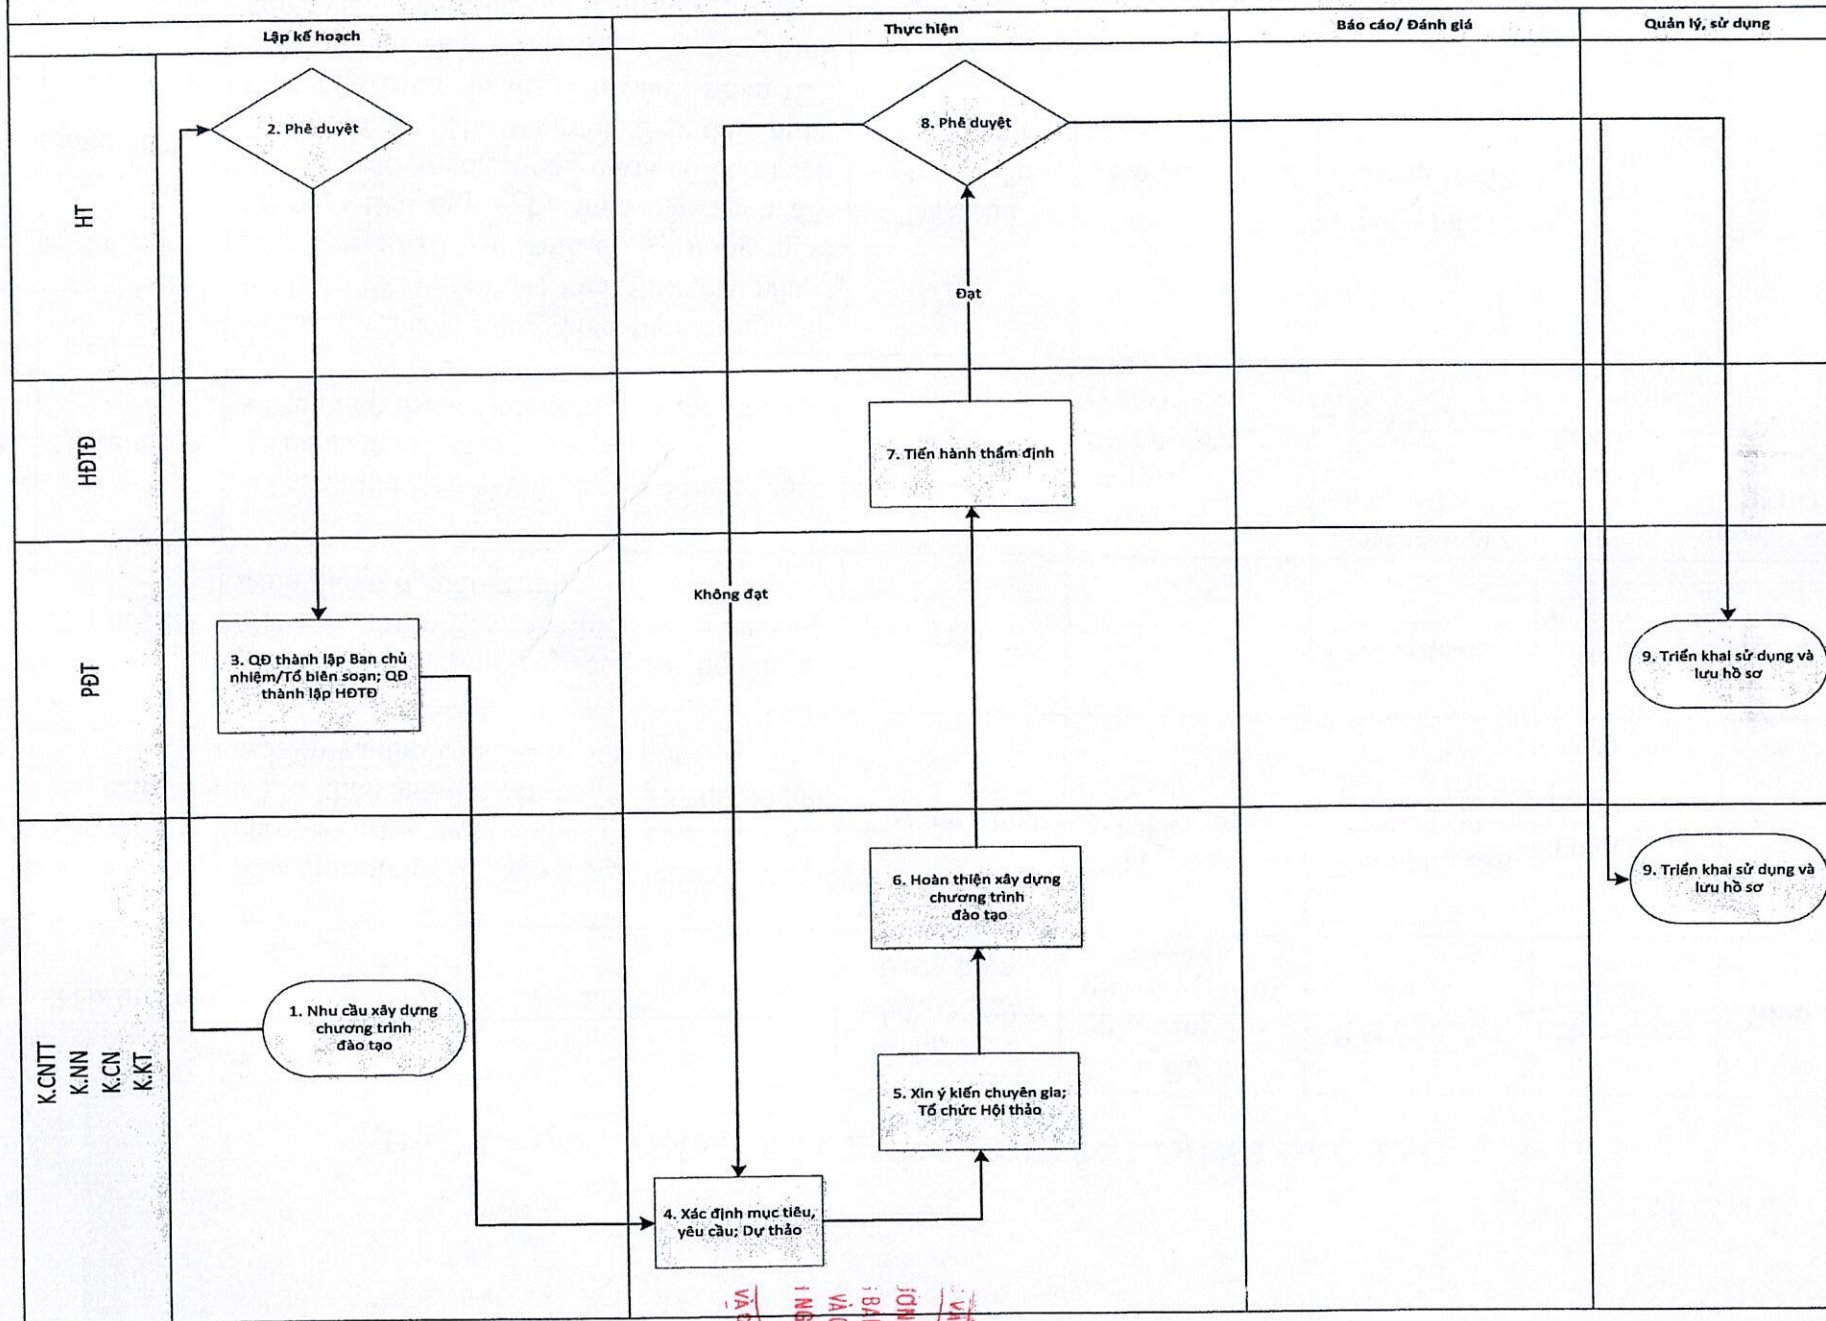 Lập kế hoạch
Thực hiện
Báo cáo/ Đánh giá
Quản lý, sử dụng
HT
2. Phê duyệt
8. Phê duyệt
Đạt
HĐTĐ
7. Tiến hành thẩm định
PĐT
Không đạt
3. QĐ thành lập Ban chủ
nhiệm/Tổ biên soạn; QĐ
thành lập HĐTĐ
9. Triển khai sử dụng và
lưu hồ sơ
K.CNTT
K.NN
K.CN
K.KT
6. Hoàn thiện xây dựng
chương trình
đào tạo
9. Triển khai sử dụng và
lưu hồ sơ
1. Nhu cầu xây dựng
chương trình
đào tạo
5. Xin ý kiến chuyên gia;
Tổ chức Hội thảo
4. Xác định mục tiêu,
yêu cầu; Dự thảo